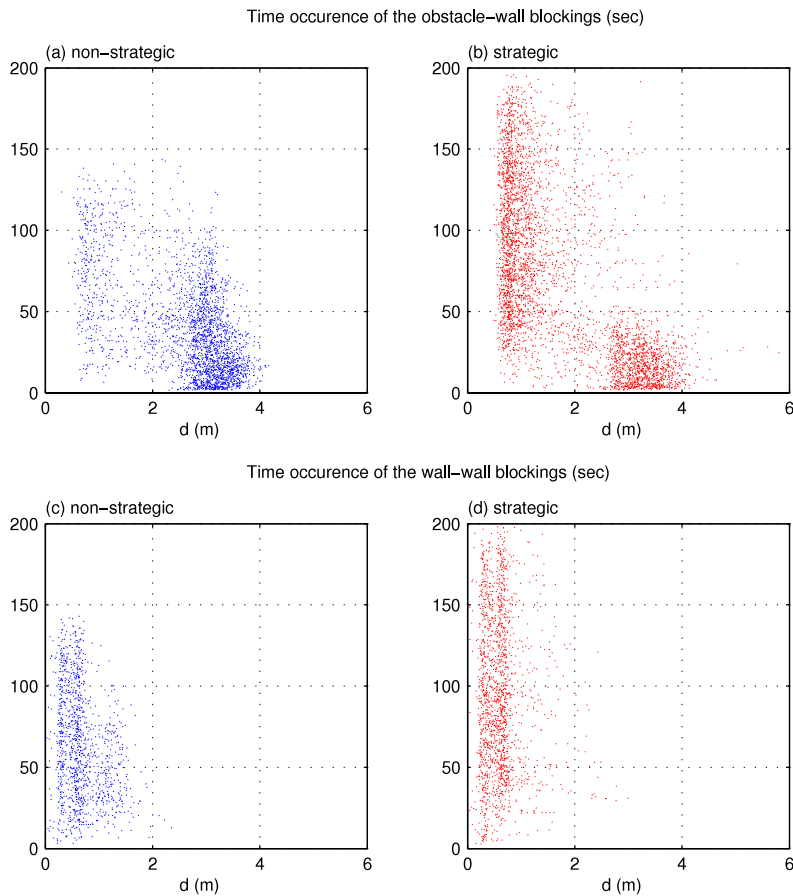 Time occurence of the obstacle−wall blockings (sec)
(a) non−strategic
(b) strategic
200
150
100
50
0
0 2 4 6
d (m)
200
150
100
50
0
0 2 4 6
d (m)
Time occurence of the wall−wall blockings (sec)
(c) non−strategic
(d) strategic
200
150
100
50
0
0 2 4 6
d (m)
200
150
100
50
0
0 2 4 6
d (m)